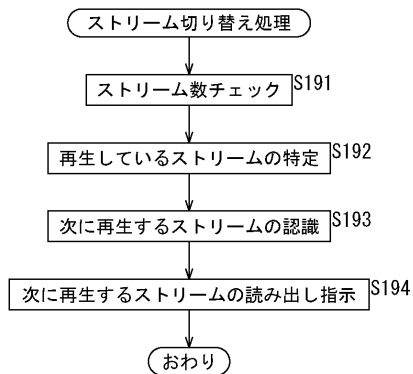 ストリーム切り替え処理
ストリーム数チェック S191
再生しているストリームの特定 S192
次に再生するストリームの認識 S193
次に再生するストリームの読み出し指示 S194
おわり